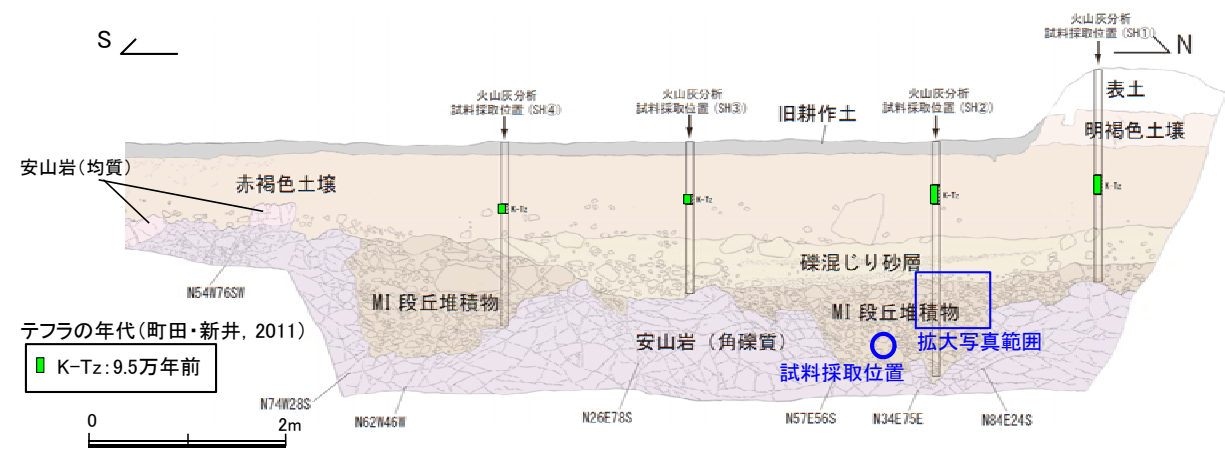 火山灰分析
試料採取位置(SH①)
S
N
火山灰分析
試料採取位置(SH④)
火山灰分析
試料採取位置(SH③)
旧耕作土
火山灰分析
試料採取位置(SH②)
表土
明褐色土壌
安山岩(均質)
赤褐色土壌
K-Tz
K-Tz
K-Tz
K-Tz
礫混じり砂層
N54W76SW
MⅠ段丘堆積物
MⅠ段丘堆積物
テフラの年代(町田・新井, 2011)
K-Tz:9.5万年前
安山岩(角礫質)
拡大写真範囲
試料採取位置
N74W28S
N62W46W
N26E78S
N57E56S
N34E75E
N84E24S
0
2m